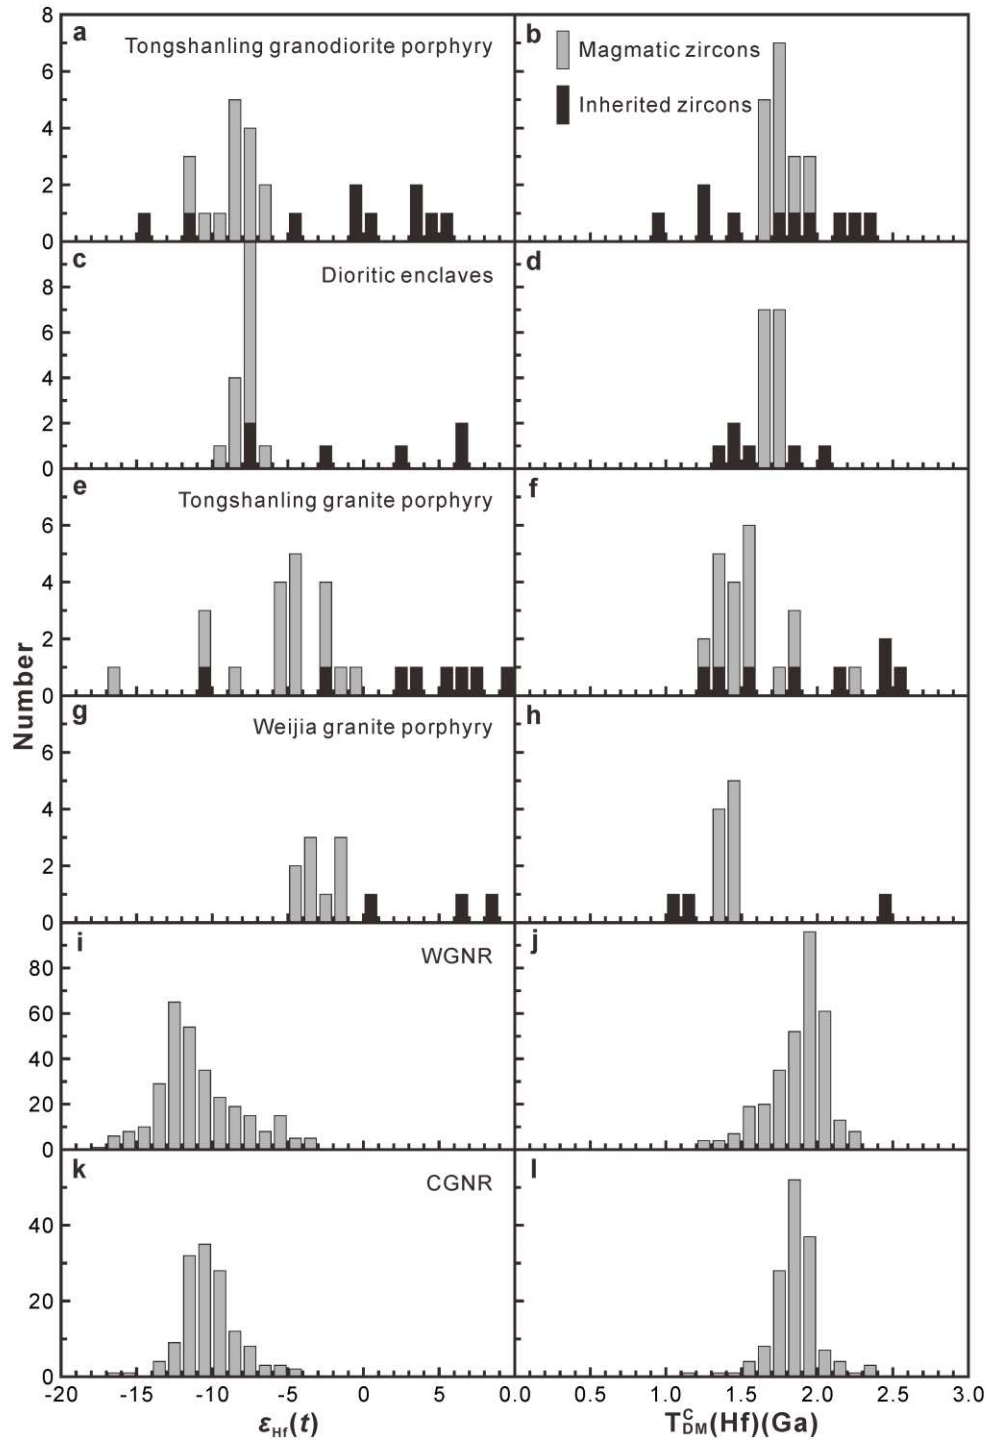 a Tongshanling granodiorite porphyry
8
6
4
2
0
b
Magmatic zircons
Inherited zircons
c Dioritic enclaves
8
6
4
2
0
d
e Tongshanling granite porphyry
6
4
2
0
f
g Weijia granite porphyry
6
4
2
0
h
i WGNR
80
60
40
20
0
j
k CGNR
40
20
0
l
Number
-20 -15 -10 -5 0 5 0.0 0.5 1.0 1.5 2.0 2.5 3.0
εHf(t) TCDM(Hf)(Ga)